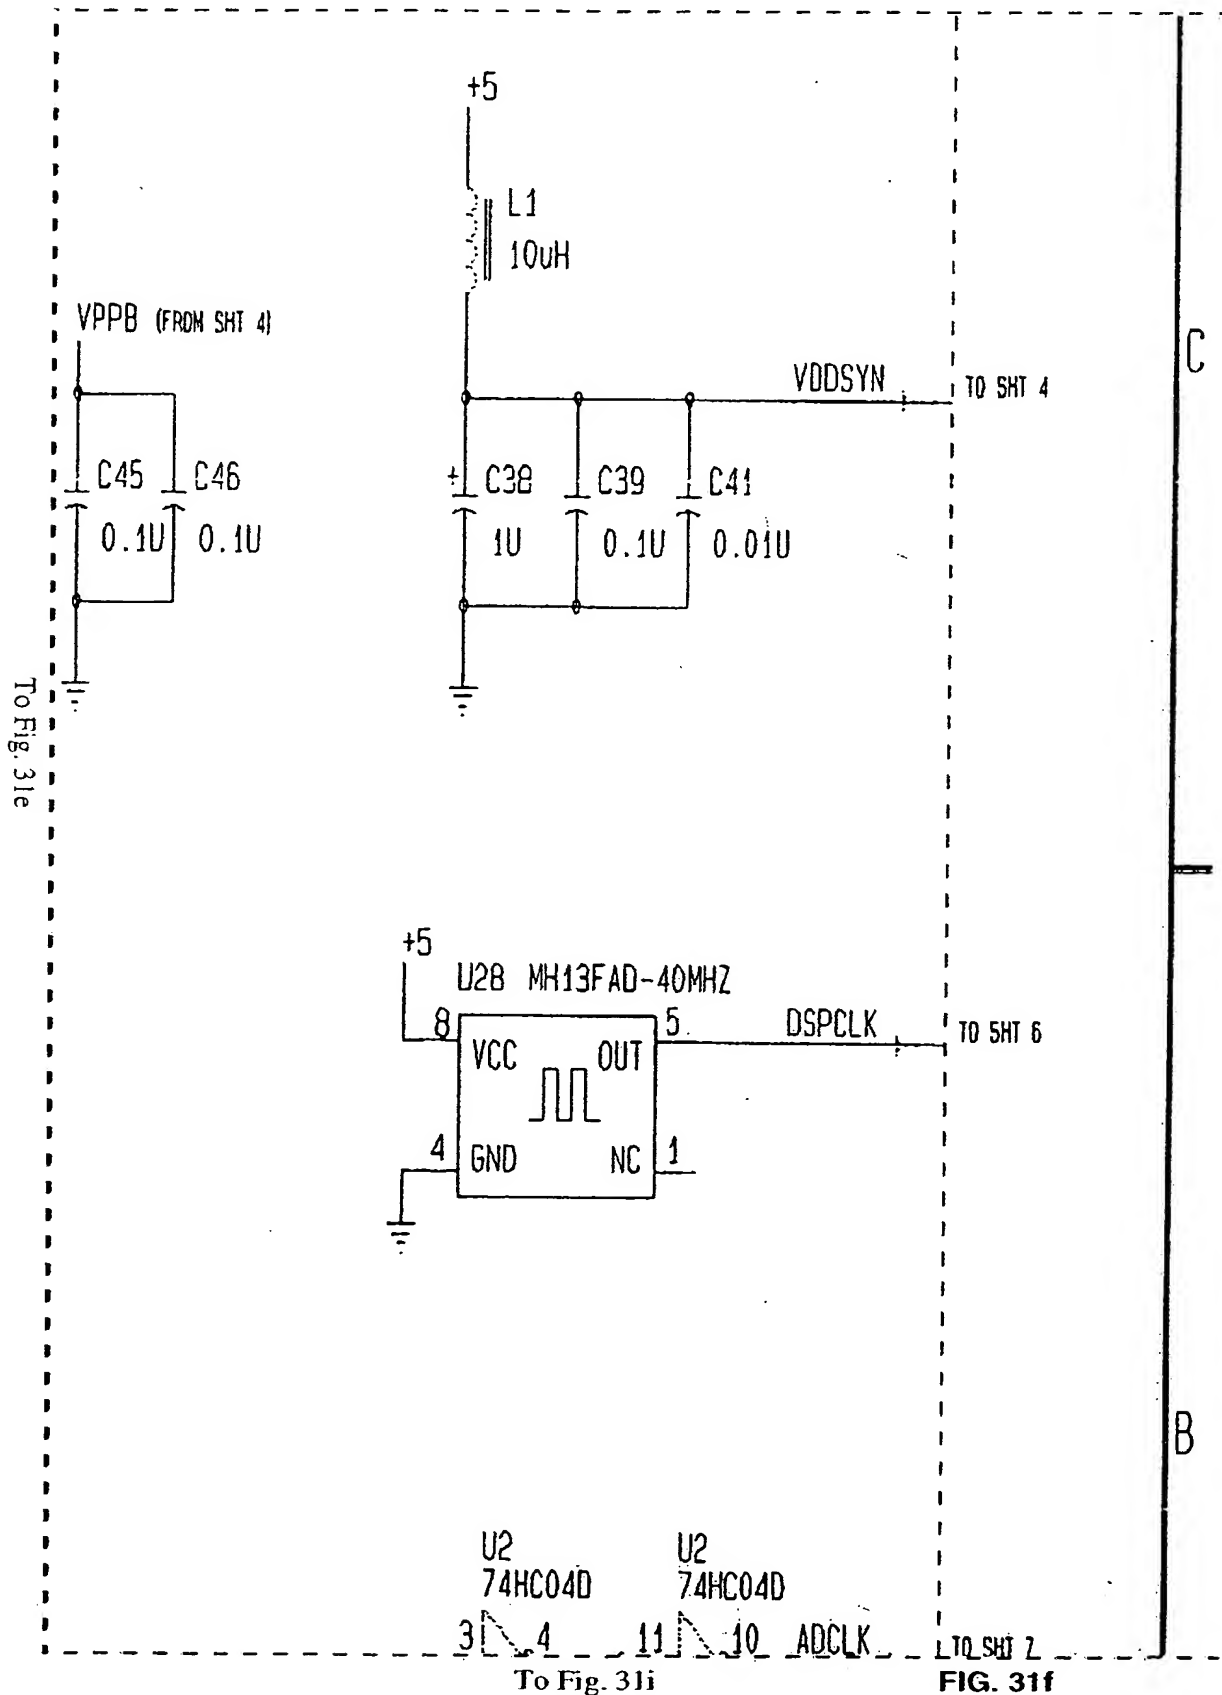 +5
L1
10uH
VPPB (FROM SHT 4)
C
VDDSYN
TO SHT 4
C45
C46
+
C38
C39
C41
0.1U
0.1U
1U
0.1U
0.01U
To Fig. 31e
+5
U28 MH13FAD-40MHZ
8
5
DSPCLK
TO SHT 6
VCC
OUT
4
GND
NC
1
B
U2
U2
74HC04D
74HC04D
3
4
11
10
ADCLK
TO SHT 7
To Fig. 31i
FIG. 31f